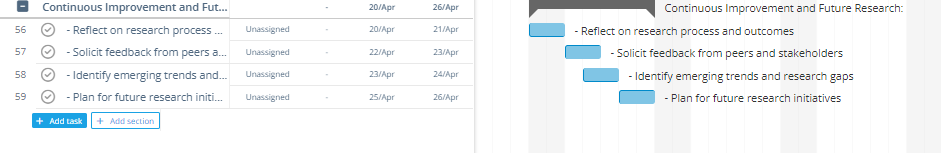 Continuous Improvement and Fut... - 20/Apr 26/Apr Continuous Improvement and Future Research:
56 - Reflect on research process ... Unassigned - 20/Apr 21/Apr - Reflect on research process and outcomes
57 - Solicit feedback from peers a... Unassigned - 22/Apr 23/Apr - Solicit feedback from peers and stakeholders
58 - Identify emerging trends and... Unassigned - 23/Apr 24/Apr - Identify emerging trends and research gaps
59 - Plan for future research initi... Unassigned - 25/Apr 26/Apr - Plan for future research initiatives
+ Add task + Add section